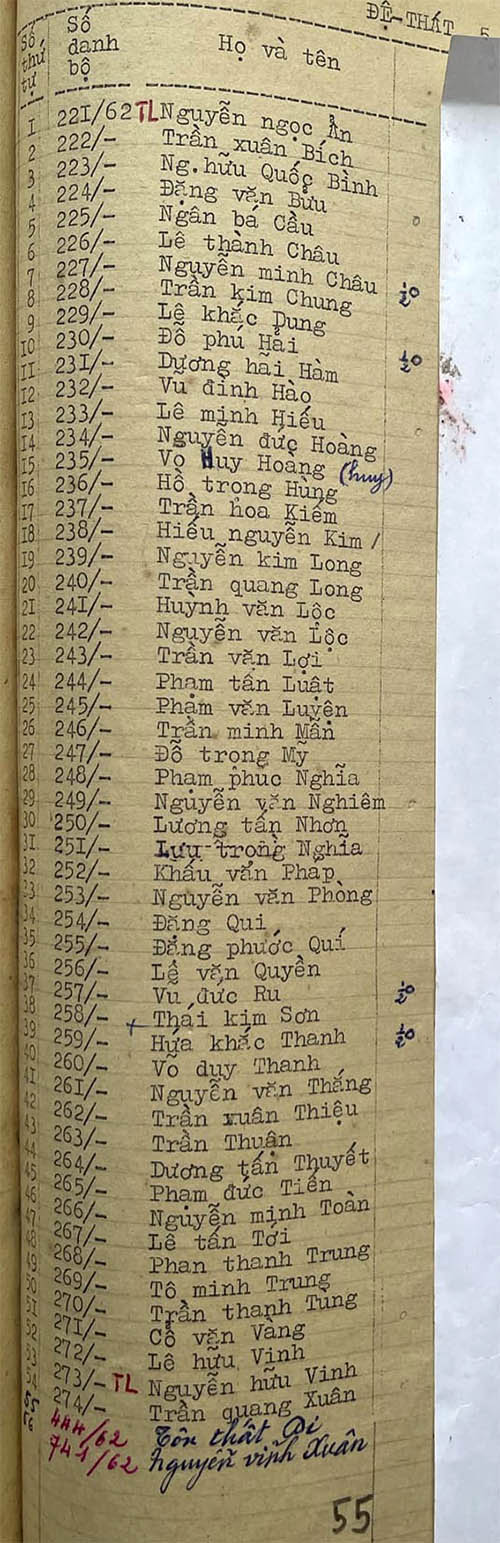 ĐỆ-THẤT 5
Số thứ tự Số danh bộ Họ và tên
1 221/62 TL Nguyễn ngọc Ẩn
2 222/- Trần xuân Bích
3 223/- Ng.hữu Quốc Bình
4 224/- Đặng văn Bửu
5 225/- Ngân bá Cầu
6 226/- Lê thành Châu
7 227/- Nguyễn minh Châu
8 228/- Trần kim Chung ½0
9 229/- Lê khắc Dung
10 230/- Đỗ phú Hải
11 231/- Dương hãi Hàm ½0
12 232/- Vu đình Hào
13 233/- Lê minh Hiếu
14 234/- Nguyễn đức Hoàng
15 235/- Vo Huy Hoàng (huy)
16 236/- Hồ trọng Hùng
17 237/- Trần hoa Kiếm
18 238/- Hiếu nguyễn Kim /
19 239/- Nguyễn kim Long
20 240/- Trần quang Long
21 241/- Huỳnh văn Lộc
22 242/- Nguyễn văn Lộc
23 243/- Trần văn Lợi
24 244/- Phạm tấn Luật
25 245/- Phạm văn Luyện
26 246/- Trần minh Mẫn
27 247/- Đỗ trọng Mỹ
28 248/- Phạm phúc Nghĩa
29 249/- Nguyễn văn Nghiêm
30 250/- Lương tấn Nhơn
31 251/- Lưu trọng Nghĩa
32 252/- Khấu văn Pháp
33 253/- Nguyễn văn Phòng
34 254/- Đặng Quí
35 255/- Đặng phước Quí
36 256/- Lê văn Quyền
37 257/- Vũ đức Ru ½0
38 258/- + Thái kim Sơn
39 259/- Hứa khắc Thanh ½0
40 260/- Võ duy Thanh
41 261/- Nguyễn văn Thắng
42 262/- Trần xuân Thiệu
43 263/- Trần Thuận
44 264/- Dương tấn Thuyết
45 265/- Phạm đức Tiến
46 266/- Nguyễn minh Toàn
47 267/- Lê tấn Tới
48 268/- Phan thanh Trung
49 269/- Tô minh Trung
50 270/- Trần thanh Tùng
51 271/- Cổ văn Vàng
52 272/- Lê hữu Vinh
53 273/- TL Nguyễn hữu Vinh
54 274/- Trần quang Xuân
55 444/62 Tôn thất Di
56 741/62 Nguyễn vĩnh Xuân
55